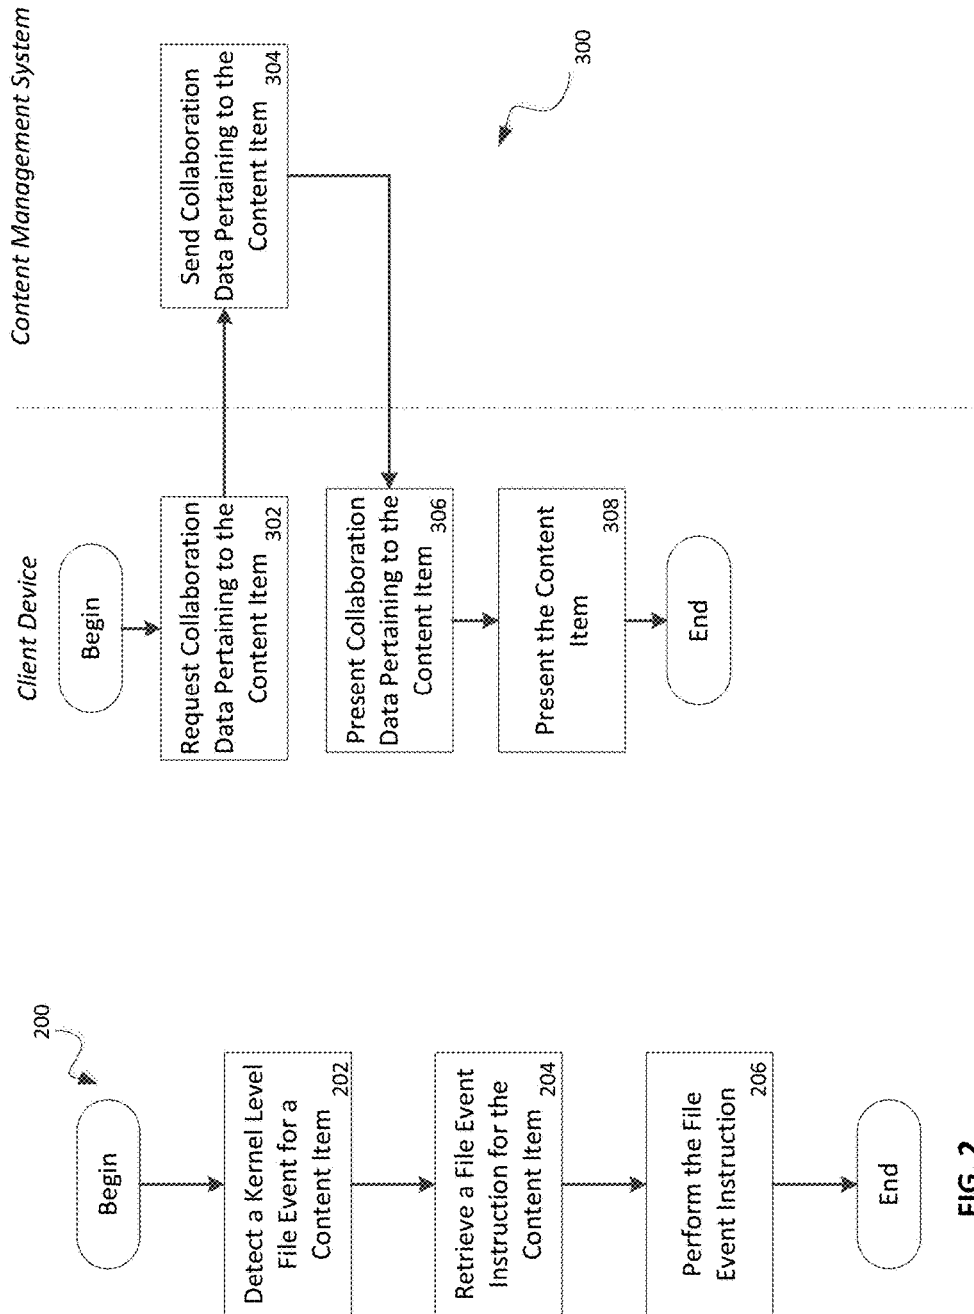 200
Begin
Detect a Kernel Level
File Event for a
Content Item
202
Retrieve a File Event
Instruction for the
Content Item
204
Perform the File
Event Instruction
206
End
FIG. 2
Client Device
Content Management System
Begin
Request Collaboration
Data Pertaining to the
Content Item
302
Send Collaboration
Data Pertaining to the
Content Item
304
Present Collaboration
Data Pertaining to the
Content Item
306
Present the Content
Item
308
End
300